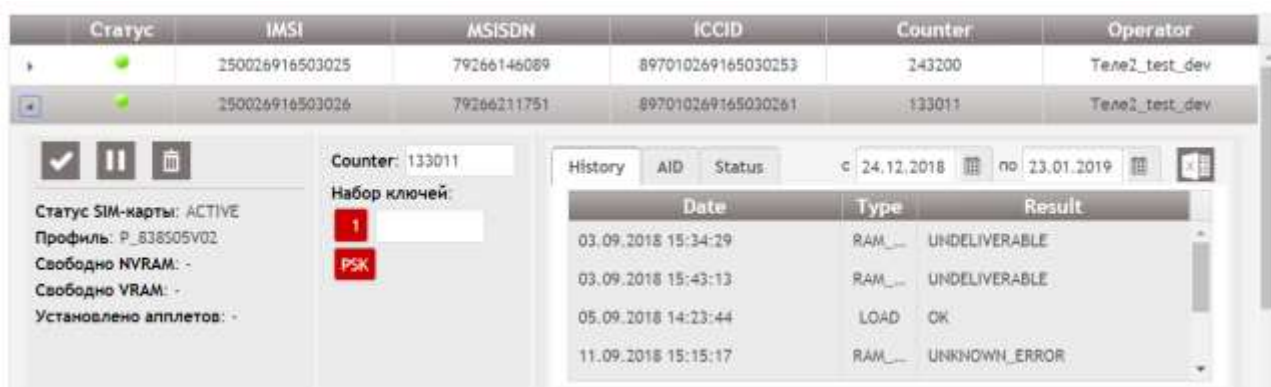 Статус IMSI MSISDN ICCID Counter Operator
250026916503025 79266146089 897010269165030253 243200 Теле2_test_dev
250026916503026 79266211751 897010269165030261 133011 Теле2_test_dev
Статус SIM-карты: ACTIVE
Профиль: P_838S05V02
Свободно NVRAM: -
Свободно VRAM: -
Установлено апплетов: -
Counter: 133011
Набор ключей:
1
PSK
History AID Status с 24.12.2018 по 23.01.2019
Date Type Result
03.09.2018 15:34:29 RAM_... UNDELIVERABLE
03.09.2018 15:43:13 RAM_... UNDELIVERABLE
05.09.2018 14:23:44 LOAD OK
11.09.2018 15:15:17 RAM_... UNKNOWN_ERROR